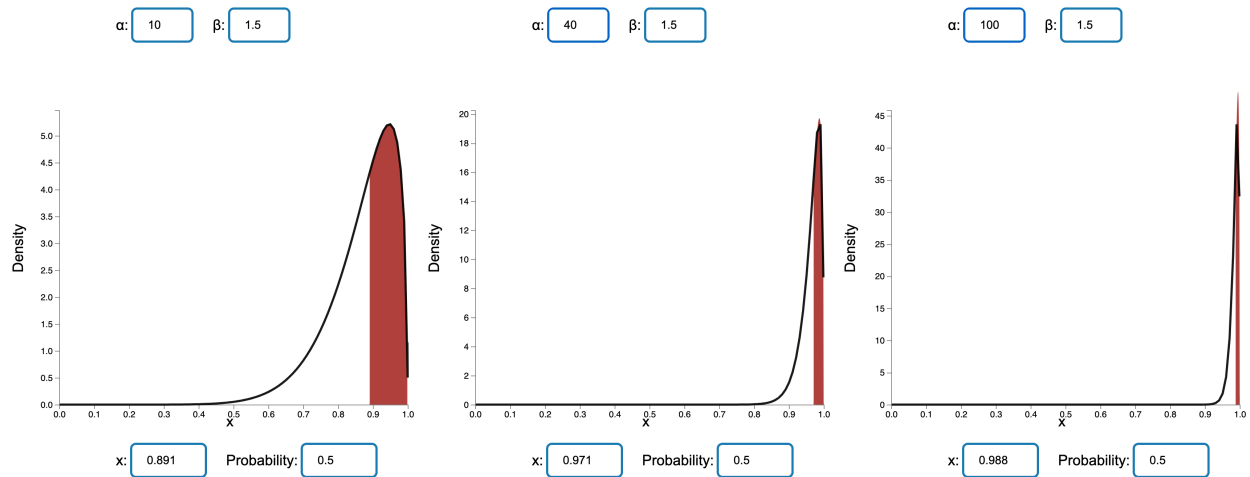 α: 10 β: 1.5
5.0
4.5
4.0
3.5
3.0
2.5
2.0
1.5
1.0
0.5
0.0
Density
0.0 0.1 0.2 0.3 0.4 0.5 0.6 0.7 0.8 0.9 1.0
x
x: 0.891 Probability: 0.5
α: 40 β: 1.5
20
18
16
14
12
10
8
6
4
2
0
Density
0.0 0.1 0.2 0.3 0.4 0.5 0.6 0.7 0.8 0.9 1.0
x
x: 0.971 Probability: 0.5
α: 100 β: 1.5
45
40
35
30
25
20
15
10
5
0
Density
0.0 0.1 0.2 0.3 0.4 0.5 0.6 0.7 0.8 0.9 1.0
x
x: 0.988 Probability: 0.5